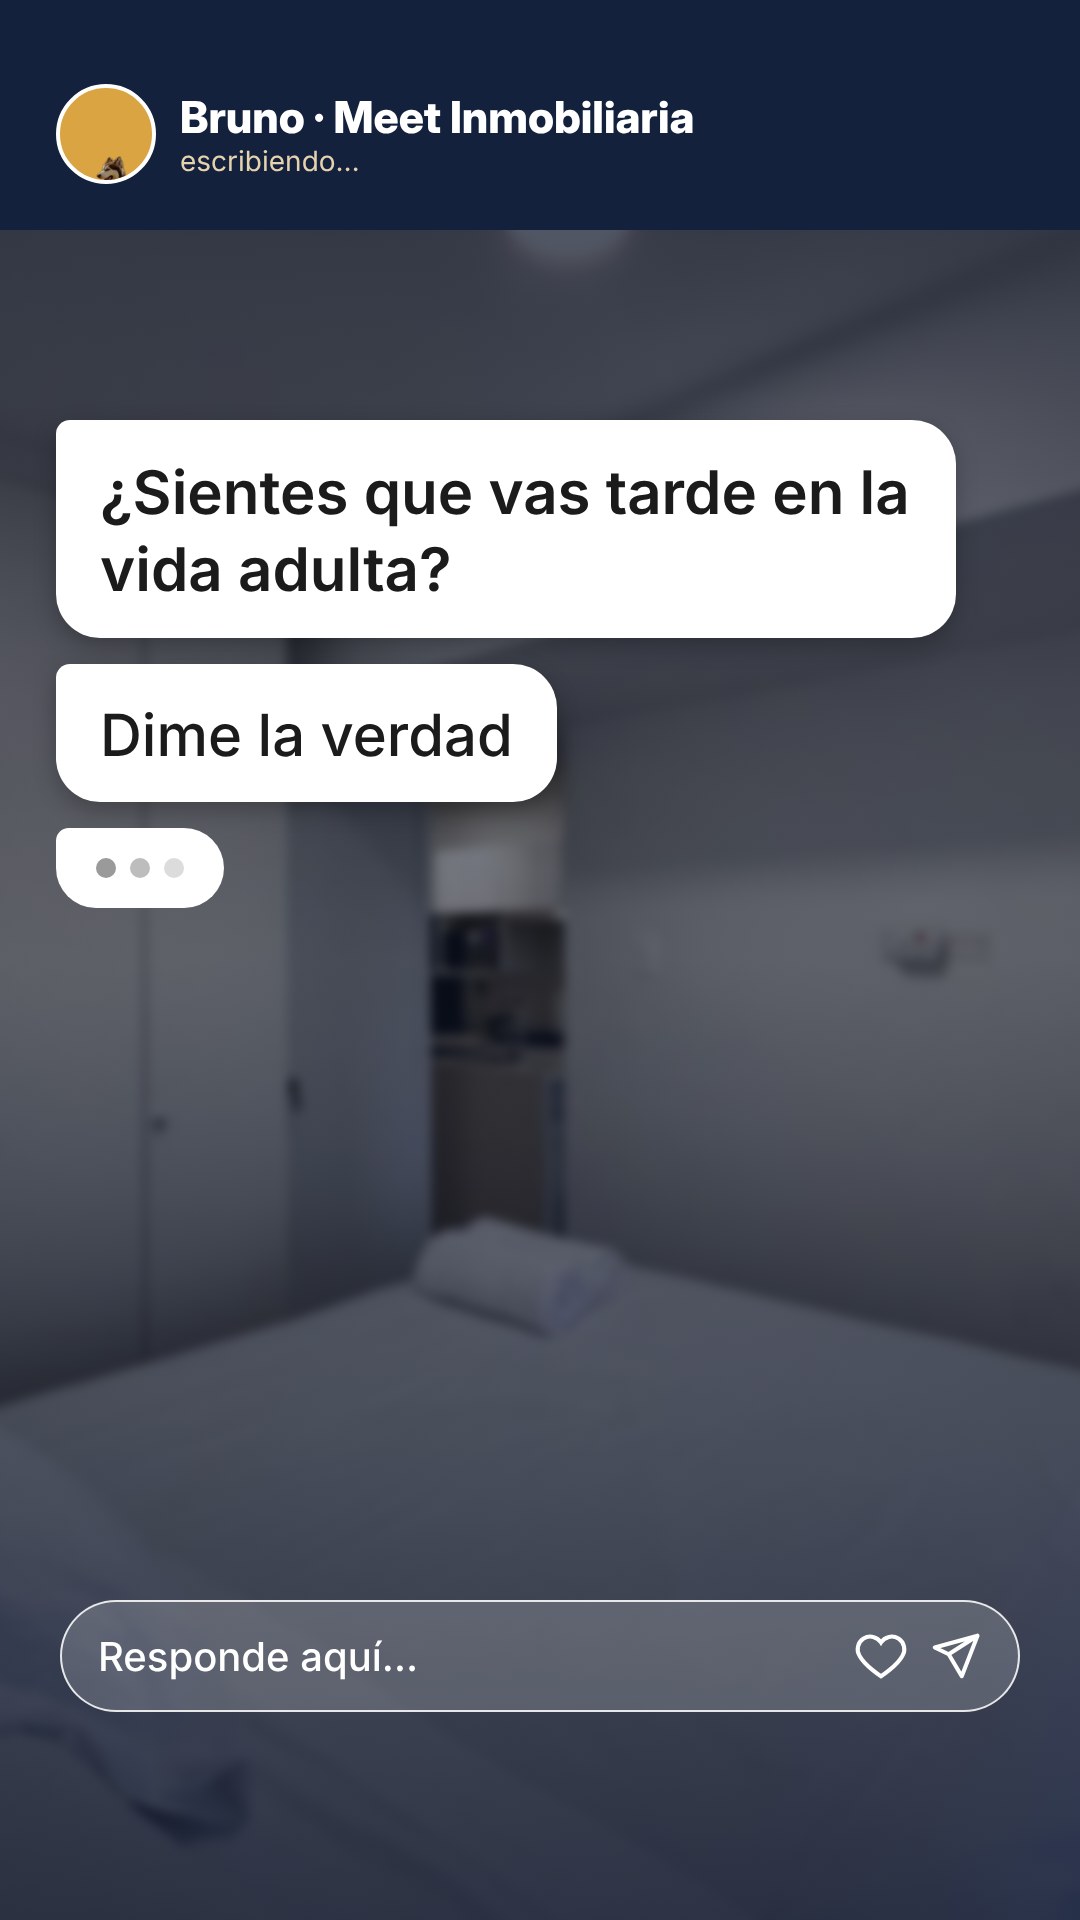 Bruno · Meet Inmobiliaria
escribiendo...
¿Sientes que vas tarde en la
vida adulta?
Dime la verdad
Responde aquí...